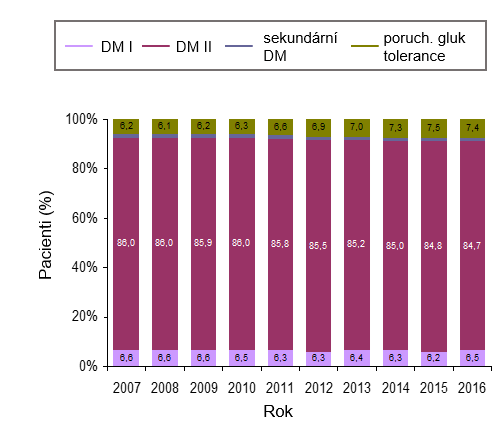 DM I DM II sekundární DM poruch. gluk tolerance
100% 6,2 6,1 6,2 6,3 6,6 6,9 7,0 7,3 7,5 7,4
80%
60%
86,0 86,0 85,9 86,0 85,8 85,5 85,2 85,0 84,8 84,7
40%
20%
0% 6,6 6,6 6,6 6,5 6,3 6,3 6,4 6,3 6,2 6,5
Pacienti (%)
2007 2008 2009 2010 2011 2012 2013 2014 2015 2016
Rok